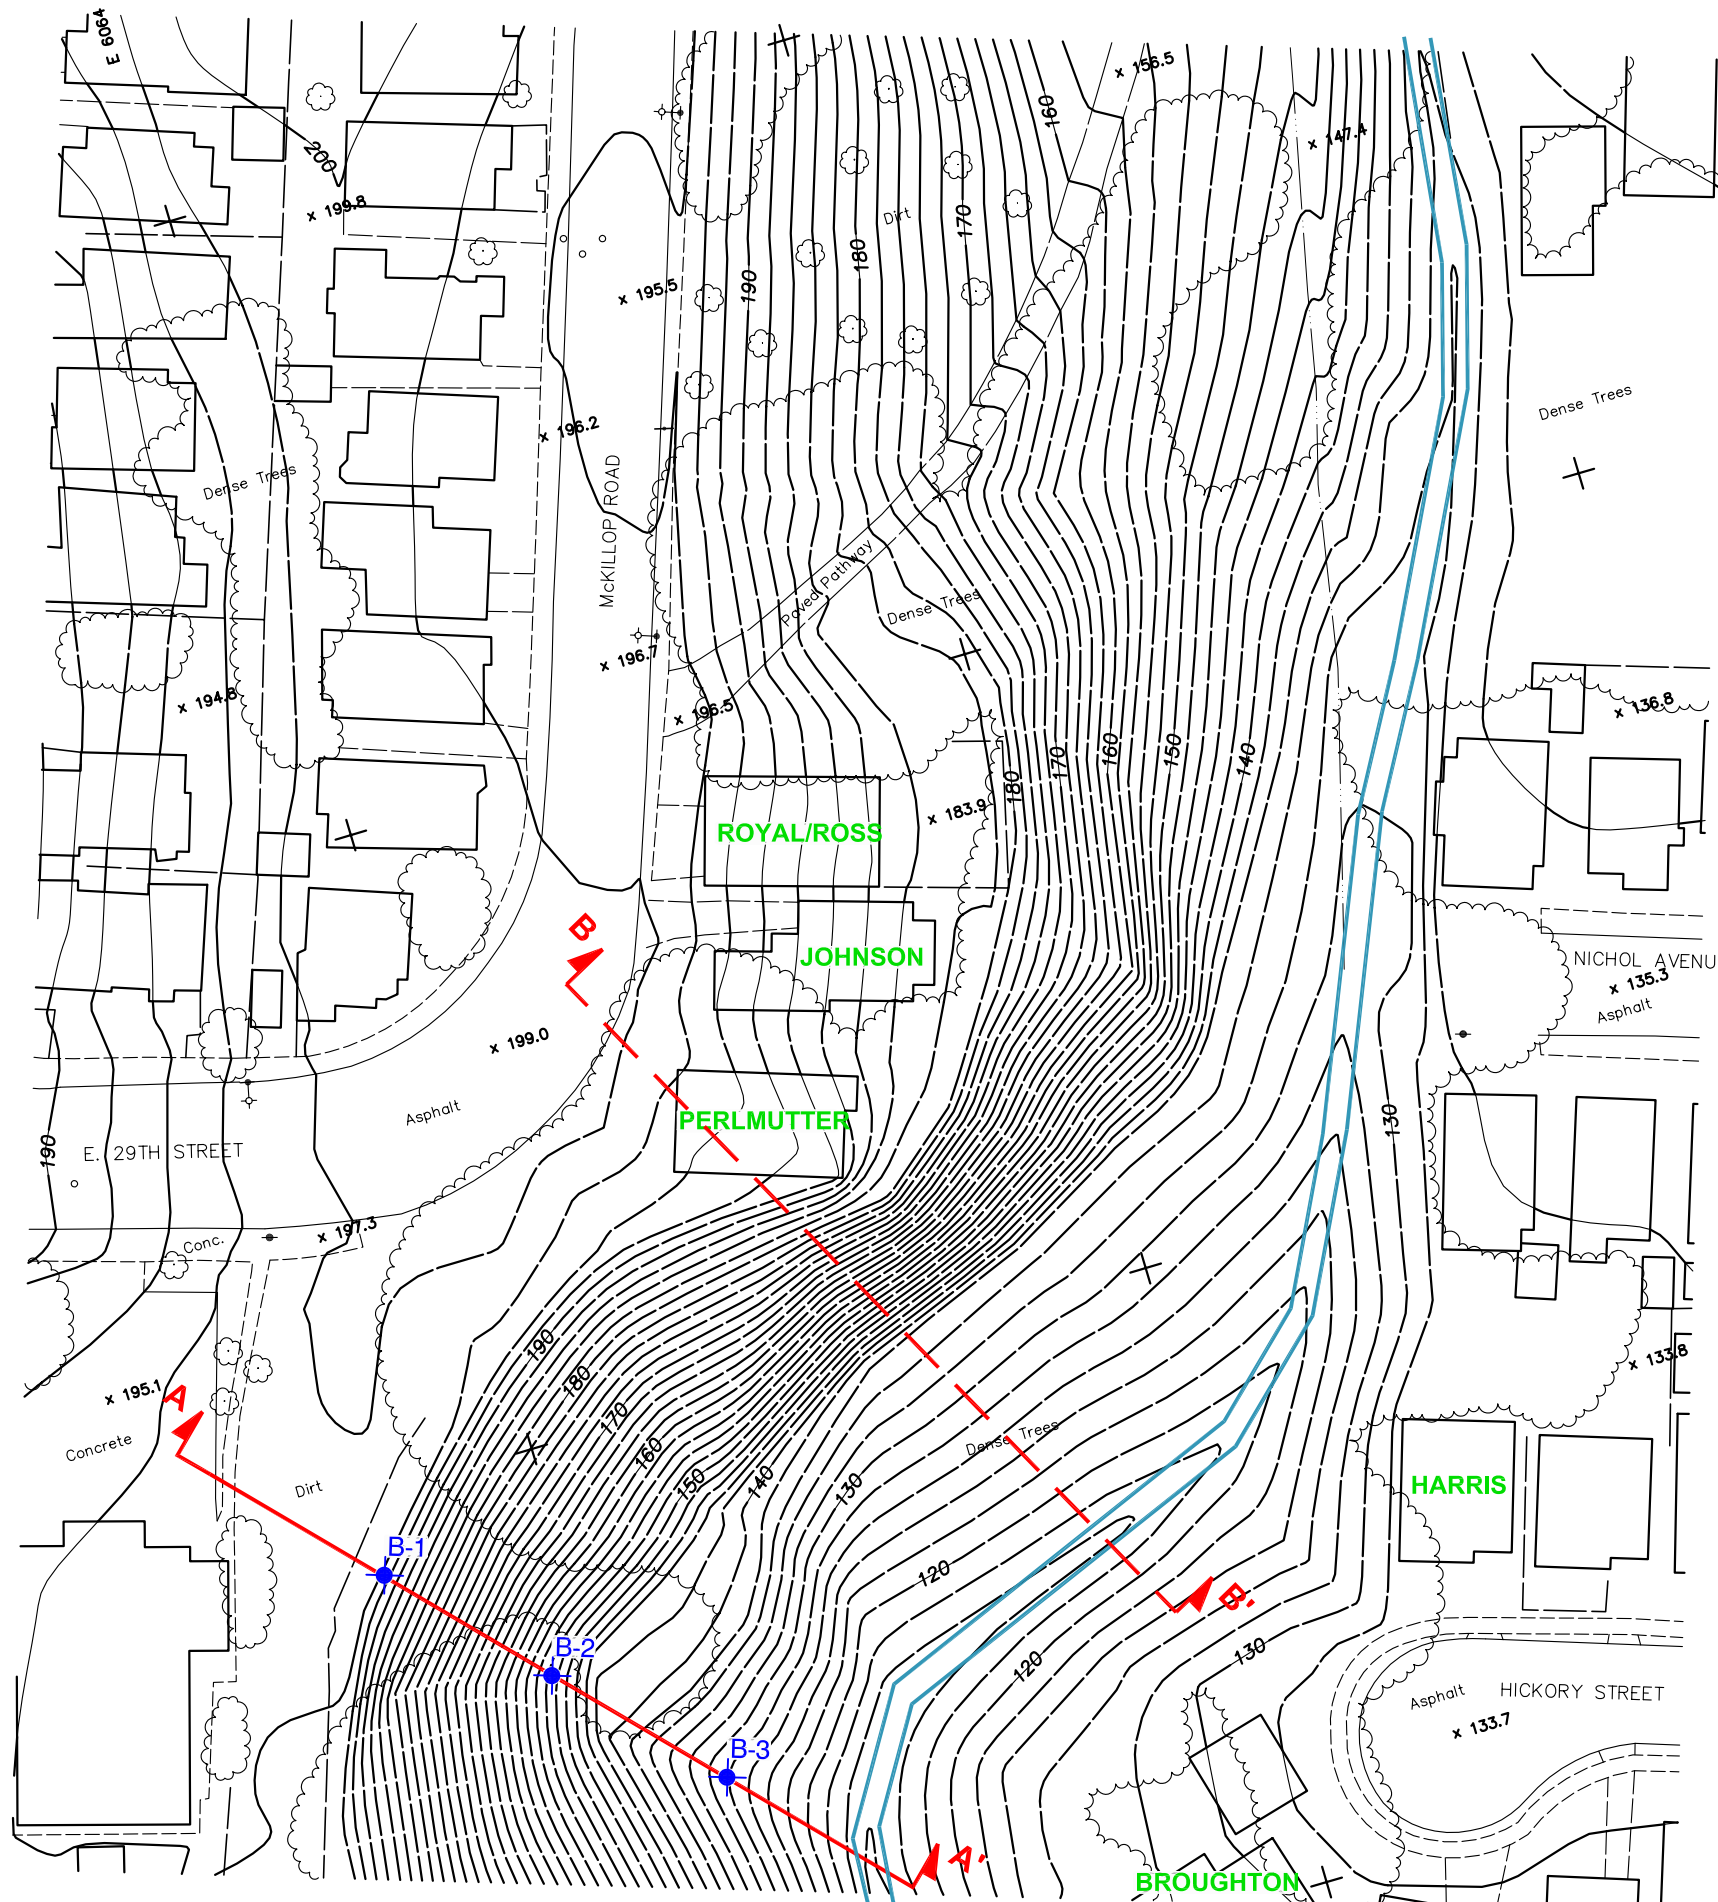 E 6064
x 156.5
160
x 147.4
200
x 199.8
Dirt
170
180
190
x 195.5
Dense Trees
x 196.2
Dense Trees
McKILLOP ROAD
Paved Pathway
Dense Trees
x 196.7
x 194.8
x 196.5
x 136.8
180
170
160
150
140
x 183.9
ROYAL/ROSS
B
JOHNSON
NICHOL AVENU
x 135.3
Asphalt
x 199.0
Asphalt
PERLMUTTER
130
190
E. 29TH STREET
x 197.3
Conc.
190
180
170
160
150
140
130
x 133.8
x 195.1
A
Concrete
Dirt
Dense Trees
HARRIS
B-1
120
B'
B-2
130
120
Asphalt
HICKORY STREET
x 133.7
B-3
A'
BROUGHTON